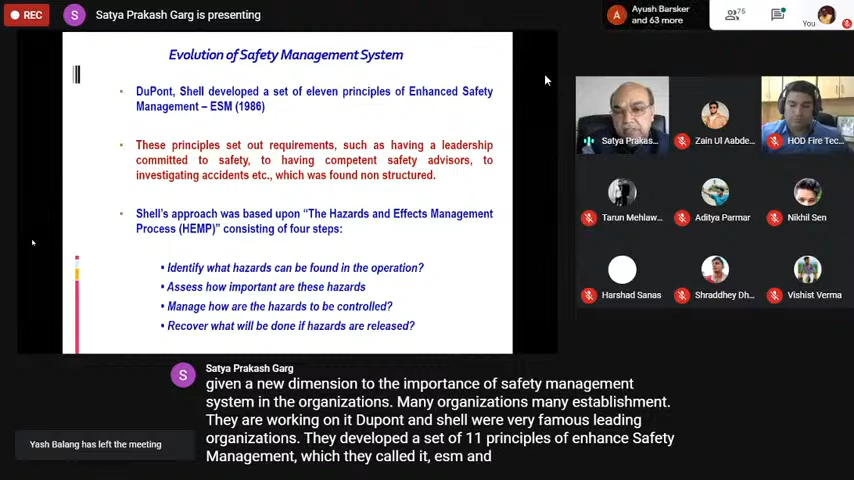 REC
S
Satya Prakash Garg is presenting
A
Ayush Barsker
and 63 more
75
You
Evolution of Safety Management System
• DuPont, Shell developed a set of eleven principles of Enhanced Safety
Management – ESM (1986)
• These principles set out requirements, such as having a leadership
committed to safety, to having competent safety advisors, to
investigating accidents etc., which was found non structured.
• Shell's approach was based upon “The Hazards and Effects Management
Process (HEMP)” consisting of four steps:
• Identify what hazards can be found in the operation?
• Assess how important are these hazards
• Manage how are the hazards to be controlled?
• Recover what will be done if hazards are released?
Satya Prakas...
Zain Ul Aabde...
HOD Fire Tec...
Tarun Mehlaw...
Aditya Parmar
Nikhil Sen
Harshad Sanas
Shraddhey Dh...
Vishist Verma
S
Satya Prakash Garg
given a new dimension to the importance of safety management
system in the organizations. Many organizations many establishment.
They are working on it Dupont and shell were very famous leading
organizations. They developed a set of 11 principles of enhance Safety
Management, which they called it, esm and
Yash Balang has left the meeting